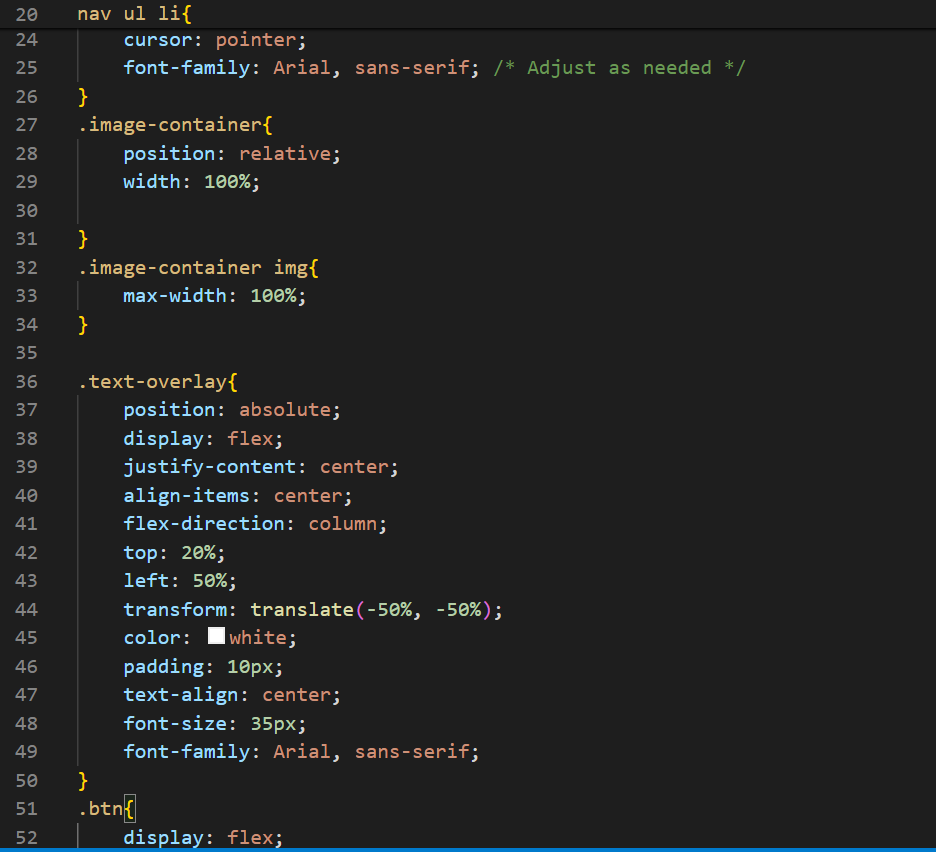 20 nav ul li{
24 cursor: pointer;
25 font-family: Arial, sans-serif; /* Adjust as needed */
26 }
27 .image-container{
28 position: relative;
29 width: 100%;
30
31 }
32 .image-container img{
33 max-width: 100%;
34 }
35
36 .text-overlay{
37 position: absolute;
38 display: flex;
39 justify-content: center;
40 align-items: center;
41 flex-direction: column;
42 top: 20%;
43 left: 50%;
44 transform: translate(-50%, -50%);
45 color: white;
46 padding: 10px;
47 text-align: center;
48 font-size: 35px;
49 font-family: Arial, sans-serif;
50 }
51 .btn{
52 display: flex;